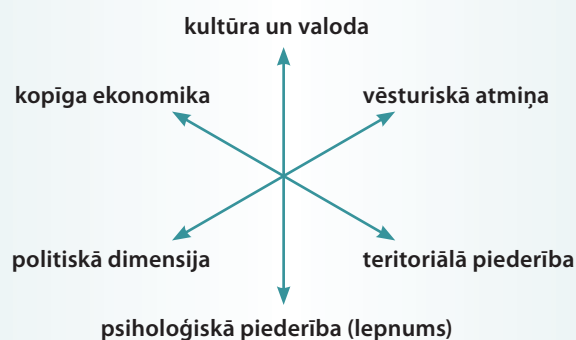 kultūra un valoda
kopīga ekonomika
vēsturiskā atmiņa
politiskā dimensija
teritoriālā piederība
psiholoģiskā piederība (lepnums)